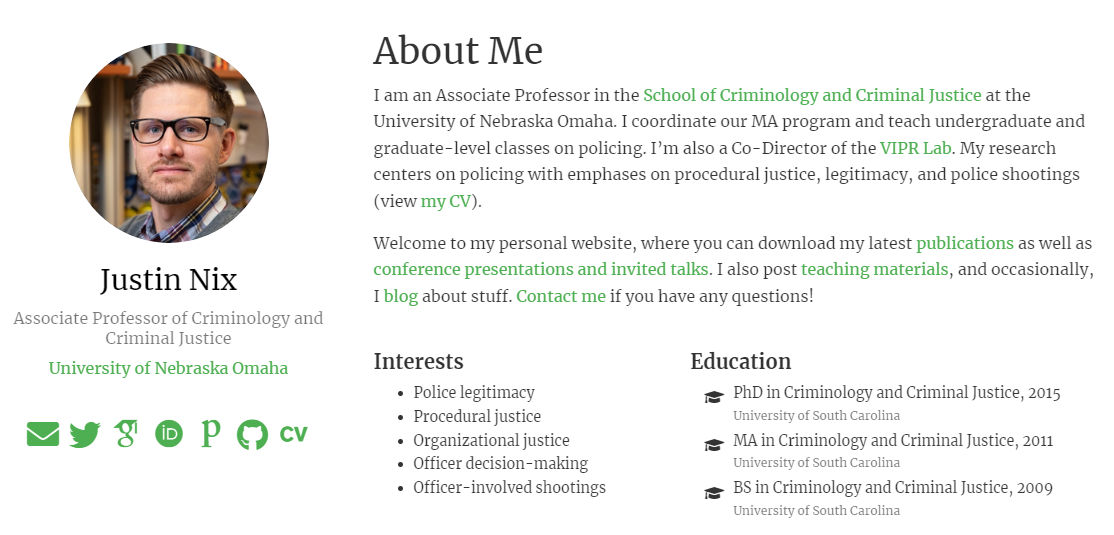 About Me
I am an Associate Professor in the School of Criminology and Criminal Justice at the
University of Nebraska Omaha. I coordinate our MA program and teach undergraduate and
graduate-level classes on policing. I'm also a Co-Director of the VIPR Lab. My research
centers on policing with emphases on procedural justice, legitimacy, and police shootings
(view my CV).
Welcome to my personal website, where you can download my latest publications as well as
conference presentations and invited talks. I also post teaching materials, and occasionally,
I blog about stuff. Contact me if you have any questions!
Justin Nix
Associate Professor of Criminology and
Criminal Justice
University of Nebraska Omaha
iD
CV
Interests
• Police legitimacy
• Procedural justice
• Organizational justice
• Officer decision-making
• Officer-involved shootings
Education
PhD in Criminology and Criminal Justice, 2015
University of South Carolina
MA in Criminology and Criminal Justice, 2011
University of South Carolina
BS in Criminology and Criminal Justice, 2009
University of South Carolina